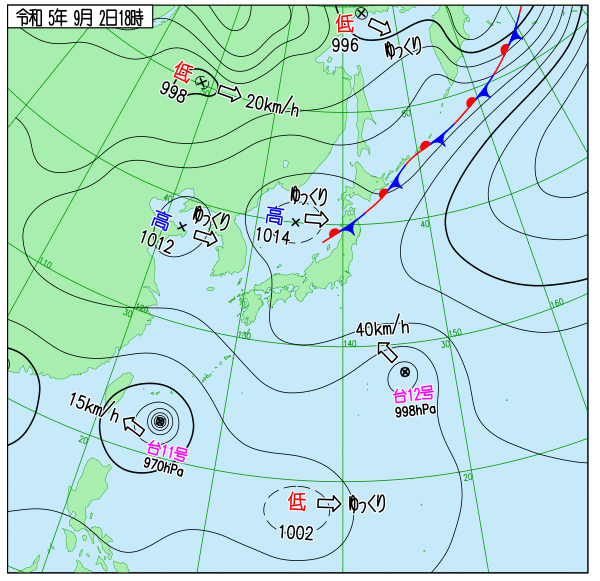 令和 5年 9月 2日18時
低
996
ゆっくり
低
998
20km/h
50
40
高
1012
ゆっくり
高
1014
ゆっくり
40
110
30
120
130
140
150
160
30
40km/h
台12号
998hPa
15km/h
台11号
970hPa
20
20
低
1002
ゆっくり